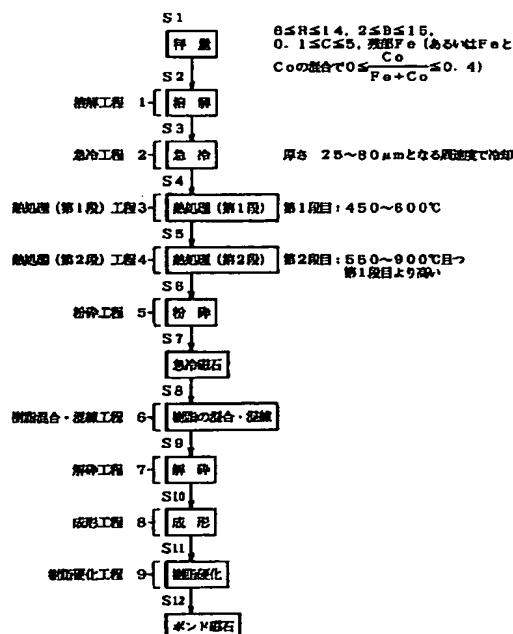 S1
秤量
6≦R≦14,2≦B≦15,
0.1≦C≦5,残部Fe(あるいはFeと
Coの混合で0≦Co/Fe+Co≦0.4)
S2
溶解工程 1 溶解
S3
急冷工程 2 急冷 厚さ 25~80μmとなる周速度で冷却
S4
熱処理(第1段)工程3 熱処理(第1段) 第1段目:450~600℃
S5
熱処理(第2段)工程4 熱処理(第2段) 第2段目:550~900℃且つ
第1段目より高い
S6
粉砕工程 5 粉砕
S7
急冷磁石
S8
樹脂混合・混練工程 6 樹脂の混合・混練
S9
解砕工程 7 解砕
S10
成形工程 8 成形
S11
樹脂硬化工程 9 樹脂硬化
S12
ボンド磁石